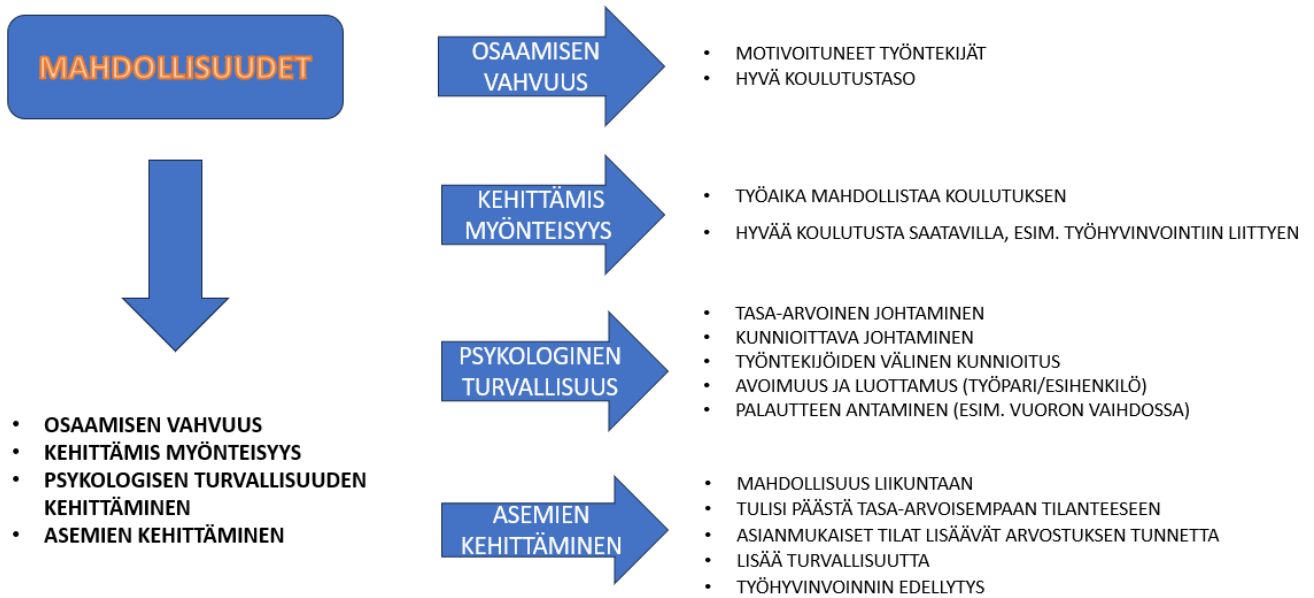 MAHDOLLISUUDET
• OSAAMISEN VAHVUUS
• KEHITTÄMIS MYÖNTEISYYS
• PSYKOLOGISEN TURVALLISUUDEN
KEHITTÄMINEN
• ASEMIEN KEHITTÄMINEN
OSAAMISEN
VAHVUUS
• MOTIVOITUNEET TYÖNTEKIJÄT
• HYVÄ KOULUTUSTASO
KEHITTÄMIS
MYÖNTEISYYS
• TYÖAIKA MAHDOLLISTAA KOULUTUKSEN
• HYVÄÄ KOULUTUSTA SAATAVILLA, ESIM. TYÖHYVINVOINTIIN LIITTYEN
PSYKOLOGINEN
TURVALLISUUS
• TASA-ARVOINEN JOHTAMINEN
• KUNNIOITTAVA JOHTAMINEN
• TYÖNTEKIJÖIDEN VÄLINEN KUNNIOITUS
• AVOIMUUS JA LUOTTAMUS (TYÖPARI/ESIHENKILÖ)
• PALAUTTEEN ANTAMINEN (ESIM. VUORON VAIHDOSSA)
ASEMIEN
KEHITTÄMINEN
• MAHDOLLISUUS LIIKUNTAAN
• TULISI PÄÄSTÄ TASA-ARVOISEMPAAN TILANTEESEEN
• ASIANMUKAISET TILAT LISÄÄVÄT ARVOSTUKSEN TUNNETTA
• LISÄÄ TURVALLISUUTTA
• TYÖHYVINVOINNIN EDELLYTYS